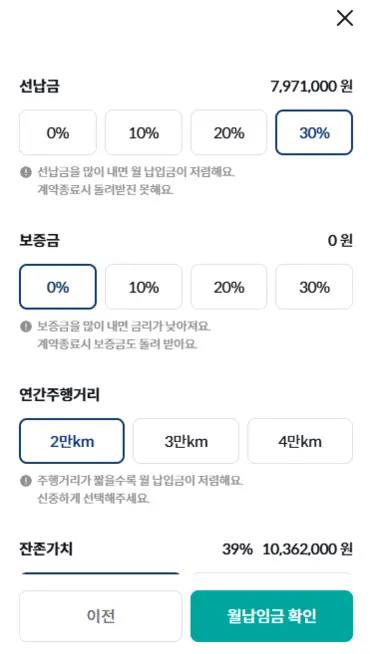 선납금 7,971,000 원
0% 10% 20% 30%
선납금을 많이 내면 월 납입금이 저렴해요.
계약종료시 돌려받진 못해요.
보증금 0 원
0% 10% 20% 30%
보증금을 많이 내면 금리가 낮아져요.
계약종료시 보증금도 돌려 받아요.
연간주행거리
2만km 3만km 4만km
주행거리가 짧을수록 월 납입금이 저렴해요.
신중하게 선택해주세요.
잔존가치 39% 10,362,000 원
이전 월납입금 확인